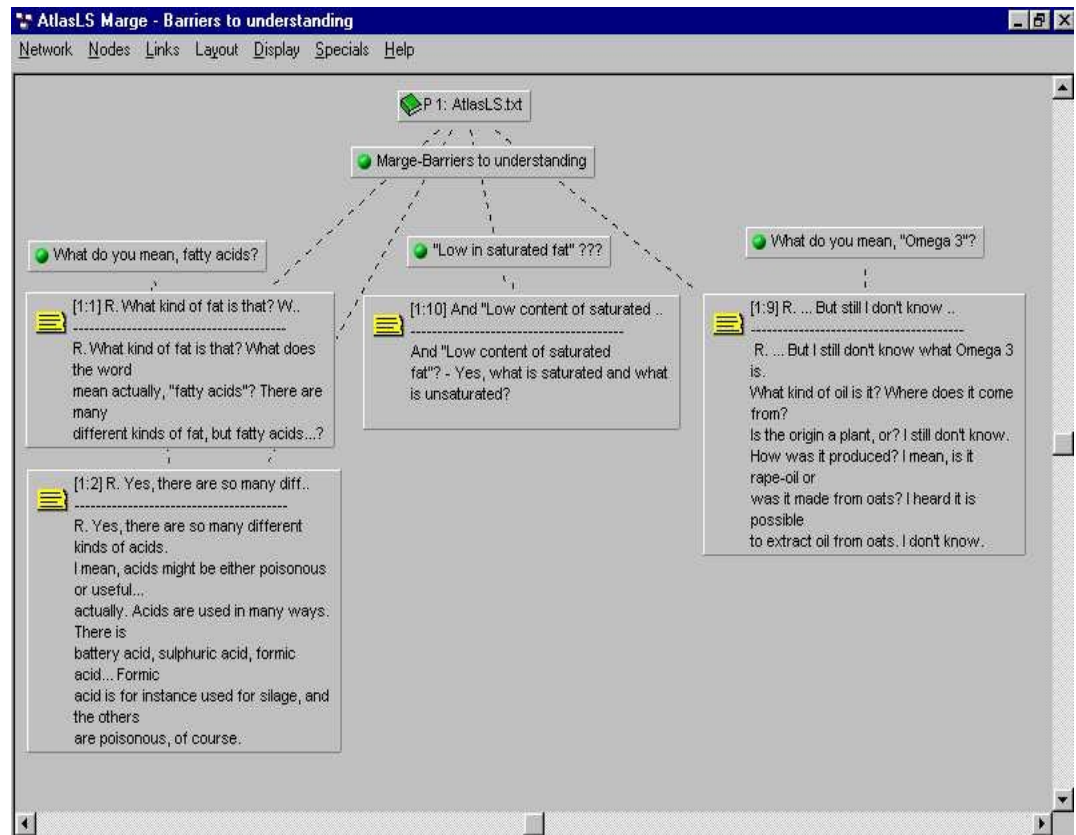 AtlasLS Marge - Barriers to understanding
Network Nodes Links Layout Display Specials Help
P 1: AtlasLS.txt
Marge-Barriers to understanding
What do you mean, fatty acids?
"Low in saturated fat" ???
What do you mean, "Omega 3"?
[1:1] R. What kind of fat is that? W..
----------------------------------------
R. What kind of fat is that? What does
the word
mean actually, "fatty acids"? There are
many
different kinds of fat, but fatty acids...?
[1:10] And "Low content of saturated ..
----------------------------------------
And "Low content of saturated
fat"? - Yes, what is saturated and what
is unsaturated?
[1:9] R. ... But still I don't know ..
----------------------------------------
R. ... But I still don't know what Omega 3
is.
What kind of oil is it? Where does it come
from?
Is the origin a plant, or? I still don't know.
How was it produced? I mean, is it
rape-oil or
was it made from oats? I heard it is
possible
to extract oil from oats. I don't know.
[1:2] R. Yes, there are so many diff..
----------------------------------------
R. Yes, there are so many different
kinds of acids.
I mean, acids might be either poisonous
or useful...
actually. Acids are used in many ways.
There is
battery acid, sulphuric acid, formic
acid... Formic
acid is for instance used for silage, and
the others
are poisonous, of course.